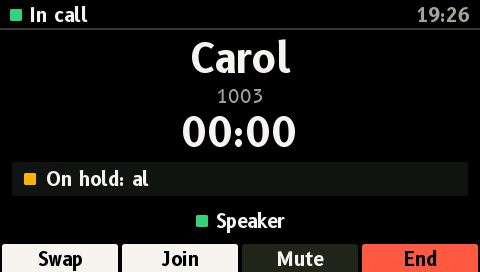 In call 19:26
Carol
1003
00:00
On hold: al
Speaker
Swap Join Mute End